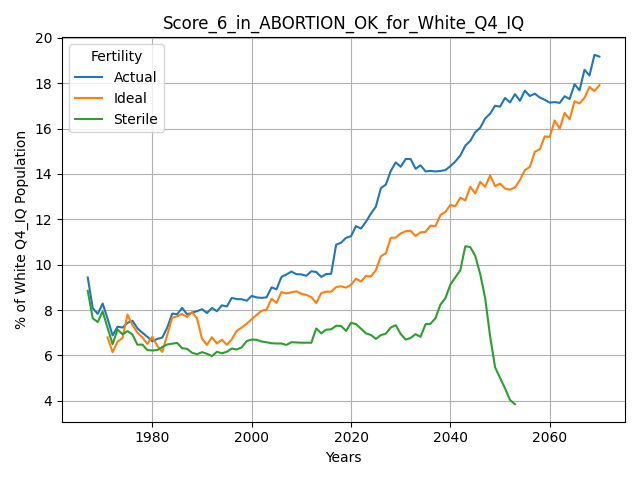 Score_6_in_ABORTION_OK_for_White_Q4_IQ
Fertility
Actual
Ideal
Sterile
% of White Q4_IQ Population
20
18
16
14
12
10
8
6
4
1980 2000 2020 2040 2060
Years